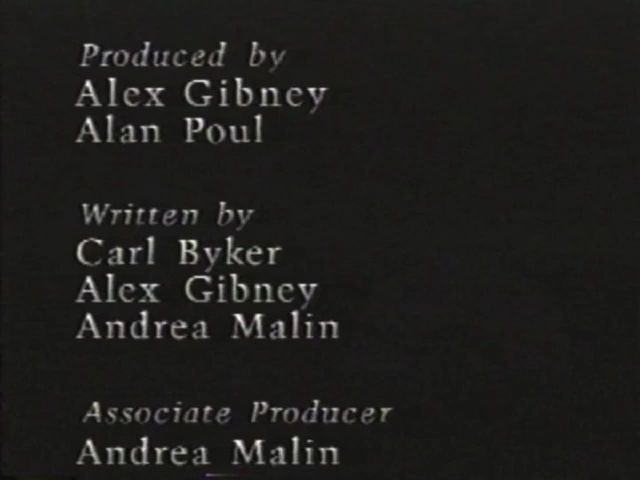 Produced by
Alex Gibney
Alan Poul
Written by
Carl Byker
Alex Gibney
Andrea Malin
Associate Producer
Andrea Malin